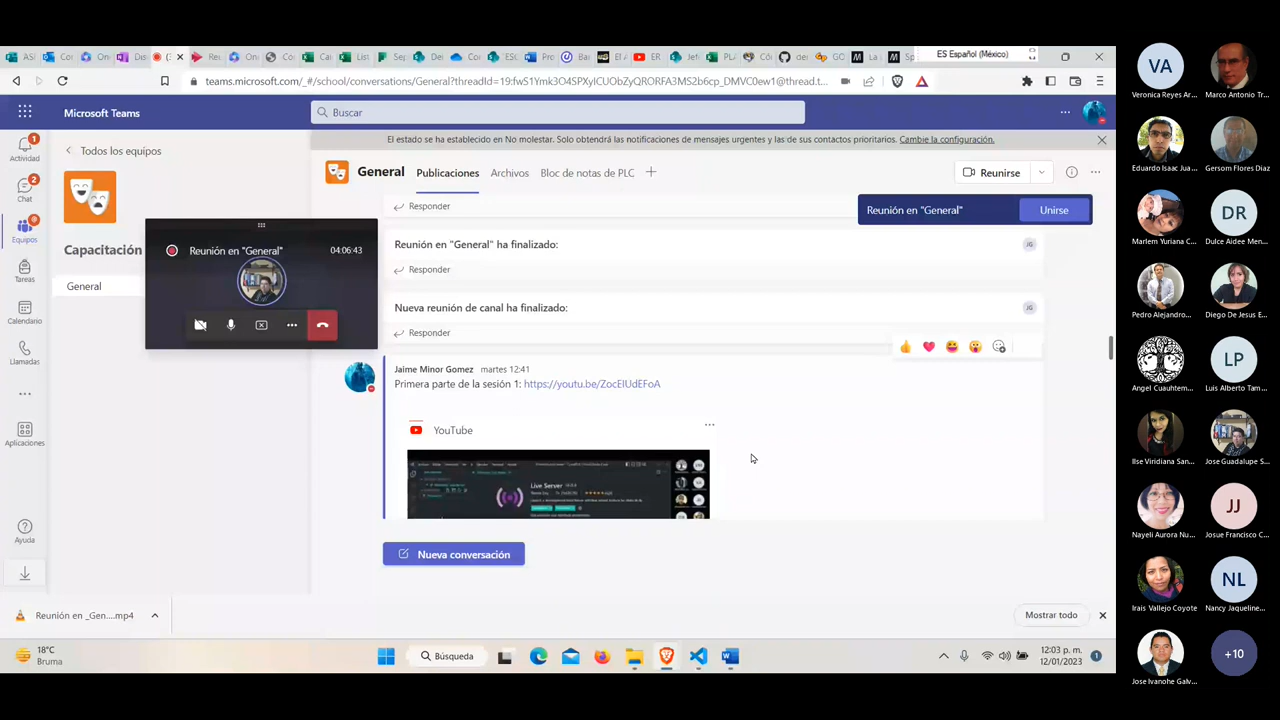 ES Español (México)
teams.microsoft.com/_#/school/conversations/General?threadId=19:fwS1Ymk3O4SPXyICUObZyQRORFA3MS2b6cp_DMVC0ew1@thread.t...
Microsoft Teams
Buscar
El estado se ha establecido en No molestar. Solo obtendrá las notificaciones de mensajes urgentes y las de sus contactos prioritarios. Cambie la configuración.
Actividad
Chat
Equipos
Tareas
Calendario
Llamadas
Aplicaciones
Ayuda
Todos los equipos
Capacitación
General
General
Publicaciones
Archivos
Bloc de notas de PLC
Reunirse
Reunión en "General"
Unirse
Reunión en "General"
04:06:43
Responder
Reunión en "General" ha finalizado:
JG
Responder
Nueva reunión de canal ha finalizado:
JG
Responder
Jaime Minor Gomez martes 12:41
Primera parte de la sesión 1: https://youtu.be/ZocEIUdEFoA
YouTube
Live Server
Nueva conversación
Reunión en _Gen....mp4
Mostrar todo
18°C
Bruma
Búsqueda
12:03 p. m.
12/01/2023
VA
Veronica Reyes Ar...
Marco Antonio Tr...
Eduardo Isaac Jua...
Gersom Flores Diaz
Marlem Yuriana C...
DR
Dulce Aidee Men...
Pedro Alejandro...
Diego De Jesus E...
Angel Cuauhtem...
LP
Luis Alberto Tam...
Ilse Viridiana San...
Jose Guadalupe S...
Nayeli Aurora Nu...
JJ
Josue Francisco C...
Irais Vallejo Coyote
NL
Nancy Jaqueline...
Jose Ivanohe Galv...
+10